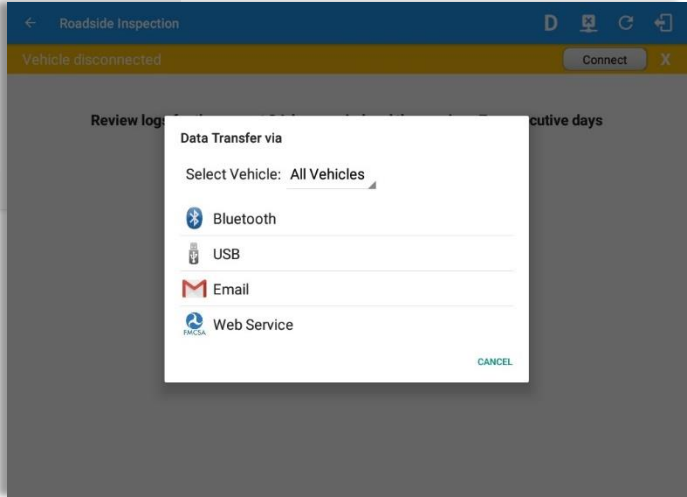 Roadside Inspection D
Vehicle disconnected Connect X
Review logs cutive days
Data Transfer via
Select Vehicle: All Vehicles
Bluetooth
USB
Email
FMCSA Web Service
CANCEL